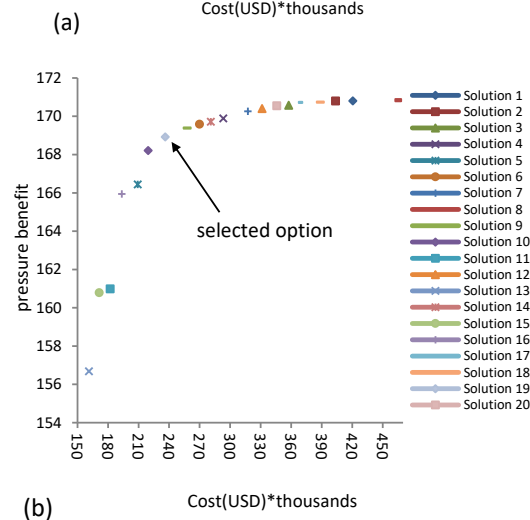 Cost(USD)*thousands
(a)
172
170
168
166
164
162
160
158
156
154
pressure benefit
selected option
150
180
210
240
270
300
330
360
390
420
450
Solution 1
Solution 2
Solution 3
Solution 4
Solution 5
Solution 6
Solution 7
Solution 8
Solution 9
Solution 10
Solution 11
Solution 12
Solution 13
Solution 14
Solution 15
Solution 16
Solution 17
Solution 18
Solution 19
Solution 20
(b)
Cost(USD)*thousands